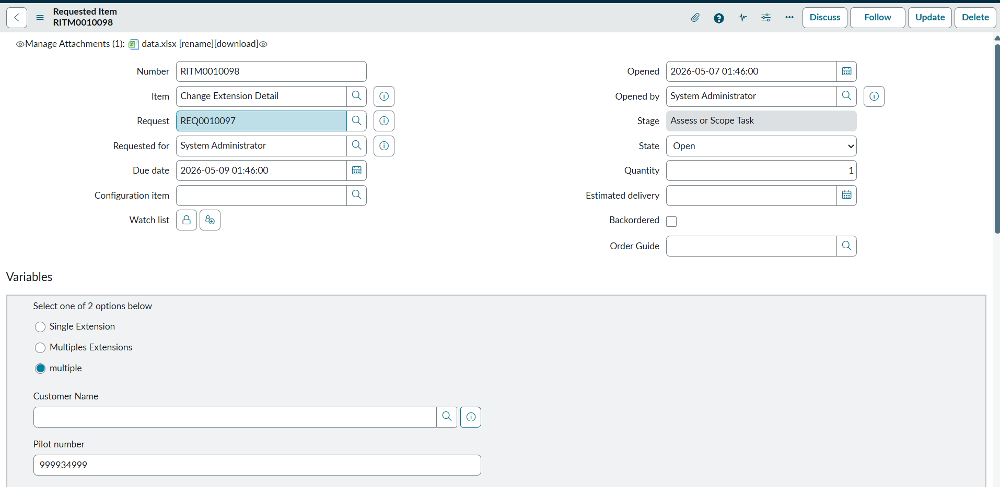 Requested Item
RITM0010098
Discuss
Follow
Update
Delete
Manage Attachments (1): data.xlsx [rename][download]
Number RITM0010098
Item Change Extension Detail
Request REQ0010097
Requested for System Administrator
Due date 2026-05-09 01:46:00
Configuration item
Watch list
Opened 2026-05-07 01:46:00
Opened by System Administrator
Stage Assess or Scope Task
State Open
Quantity 1
Estimated delivery
Backordered
Order Guide
Variables
Select one of 2 options below
Single Extension
Multiples Extensions
multiple
Customer Name
Pilot number
999934999